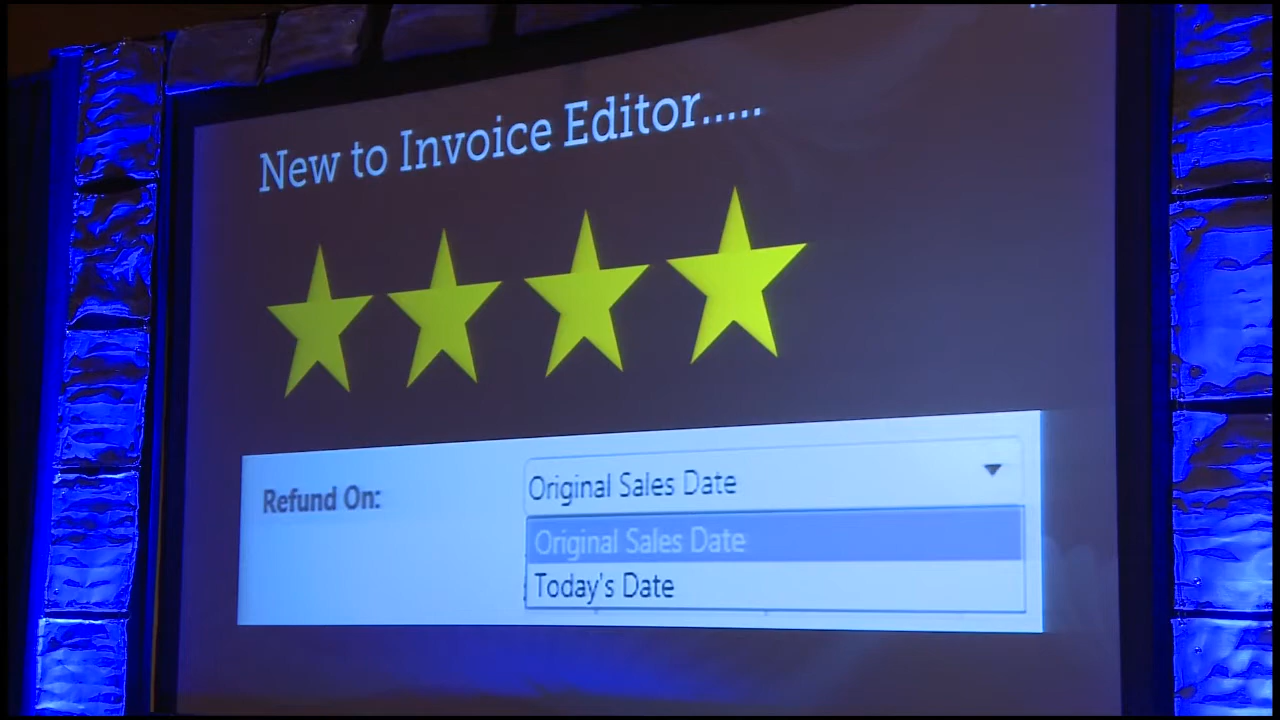 New to Invoice Editor.....
Refund On:
Original Sales Date
Original Sales Date
Today's Date